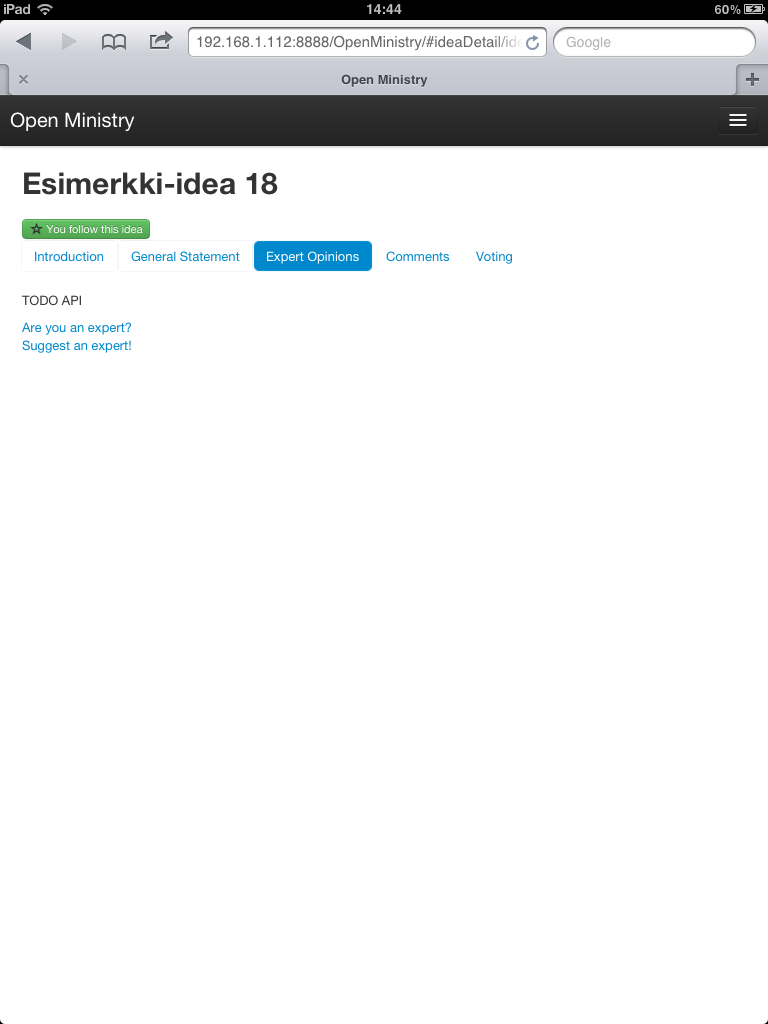 iPad 14:44 60%
192.168.1.112:8888/OpenMinistry/#ideaDetail/ide Google
Open Ministry
Open Ministry
Esimerkki-idea 18
You follow this idea
Introduction General Statement Expert Opinions Comments Voting
TODO API
Are you an expert?
Suggest an expert!